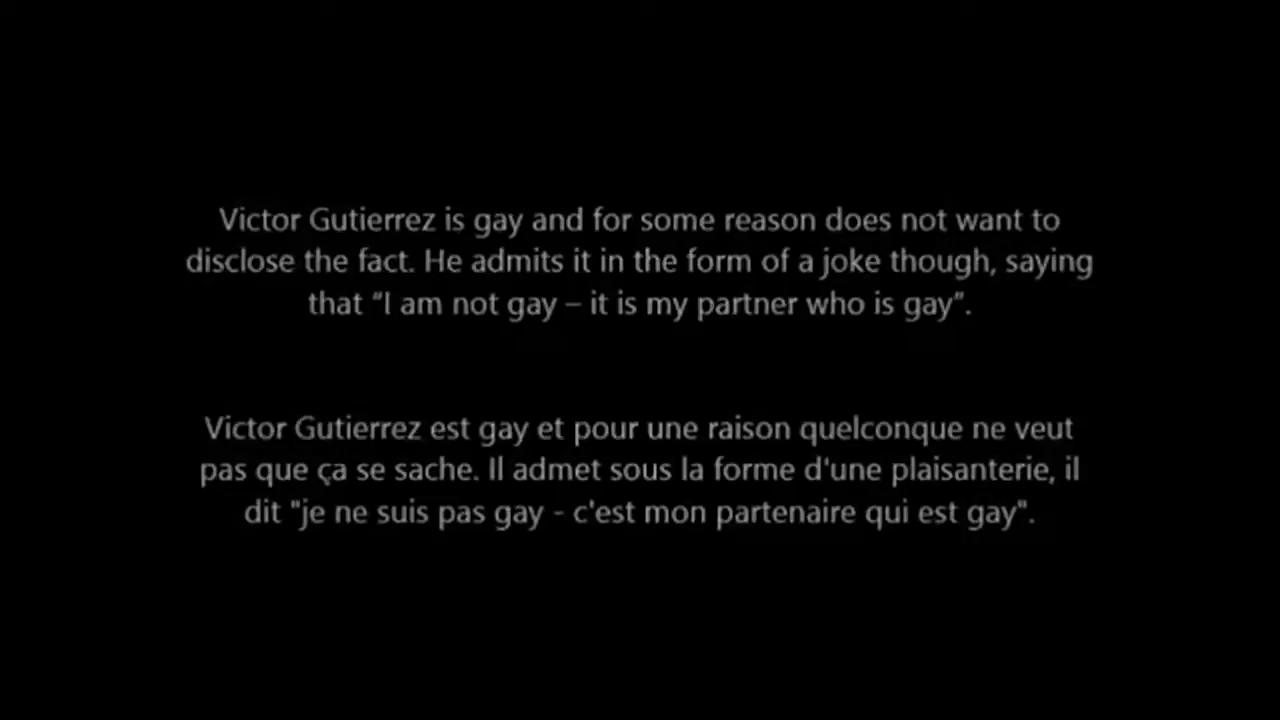 Victor Gutierrez is gay and for some reason does not want to
disclose the fact. He admits it in the form of a joke though, saying
that “I am not gay – it is my partner who is gay”.
Victor Gutierrez est gay et pour une raison quelconque ne veut
pas que ça se sache. Il admet sous la forme d'une plaisanterie, il
dit "je ne suis pas gay - c'est mon partenaire qui est gay".